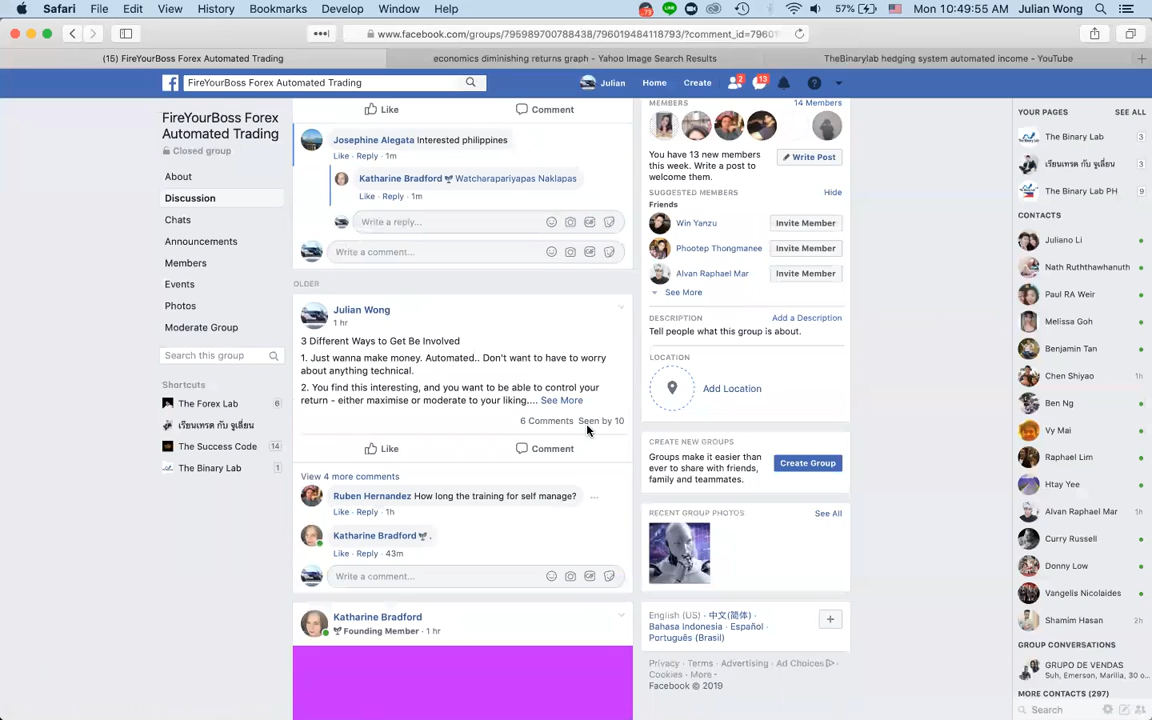 Safari File Edit View History Bookmarks Develop Window Help 57% Mon 10:49:55 AM Julian Wong
www.facebook.com/groups/795989700788438/796019484118793/?comment_id=7960
(15) FireYourBoss Forex Automated Trading
economics diminishing returns graph - Yahoo Image Search Results
TheBinarylab hedging system automated income - YouTube
FireYourBoss Forex Automated Trading
Julian Home Create 2 13
FireYourBoss Forex
Automated Trading
Closed group
About
Discussion
Chats
Announcements
Members
Events
Photos
Moderate Group
Search this group
Shortcuts
The Forex Lab 6
เรียนเทรด กับ จูเลี่ยน
The Success Code 14
The Binary Lab 1
Like Comment
Josephine Alegata Interested philippines
Like · Reply · 1m
Katharine Bradford Watcharapariyapas Naklapas
Like · Reply · 1m
Write a reply...
Write a comment...
OLDER
Julian Wong
1 hr
3 Different Ways to Get Be Involved
1. Just wanna make money. Automated.. Don't want to have to worry
about anything technical.
2. You find this interesting, and you want to be able to control your
return - either maximise or moderate to your liking.... See More
6 Comments Seen by 10
Like Comment
View 4 more comments
Ruben Hernandez How long the training for self manage?
Like · Reply · 1h
Katharine Bradford .
Like · Reply · 43m
Write a comment...
Katharine Bradford
Founding Member · 1 hr
MEMBERS 14 Members
You have 13 new members
this week. Write a post to
welcome them.
Write Post
SUGGESTED MEMBERS Hide
Friends
Win Yanzu Invite Member
Phootep Thongmanee Invite Member
Alvan Raphael Mar Invite Member
See More
DESCRIPTION Add a Description
Tell people what this group is about.
LOCATION
Add Location
CREATE NEW GROUPS
Groups make it easier than
ever to share with friends,
family and teammates.
Create Group
RECENT GROUP PHOTOS See All
English (US) · 中文(简体) ·
Bahasa Indonesia · Español ·
Português (Brasil)
Privacy · Terms · Advertising · Ad Choices ·
Cookies · More
Facebook © 2019
YOUR PAGES SEE ALL
The Binary Lab 3
เรียนเทรด กับ จูเลี่ยน 3
The Binary Lab PH 9
CONTACTS
Juliano Li
Nath Ruththawhanuth
Paul RA Weir
Melissa Goh
Benjamin Tan
Chen Shiyao 1h
Ben Ng
Vy Mai
Raphael Lim
Htay Yee
Alvan Raphael Mar 1h
Curry Russell
Donny Low
Vangelis Nicolaides
Shamim Hasan 2h
GROUP CONVERSATIONS
GRUPO DE VENDAS
Suh, Emerson, Marilia, 30 o...
MORE CONTACTS (297)
Search